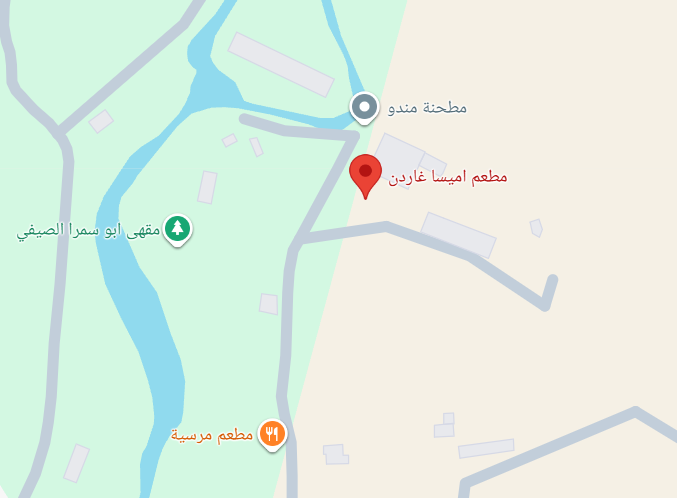 مطحنة مندو
مطعم اميسا غاردن
مقهى ابو سمرا الصيفي
مطعم مرسية